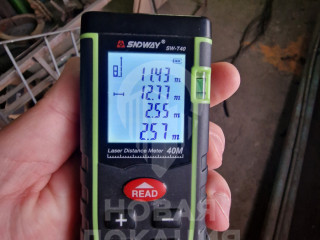 SNDWAY®
SW-T40
11.43 m
12.77 m
2.55 m
2.57 m
Laser Distance Meter 40M
READ
+ −
НОВАЯ
ЛОКАЦИЯ